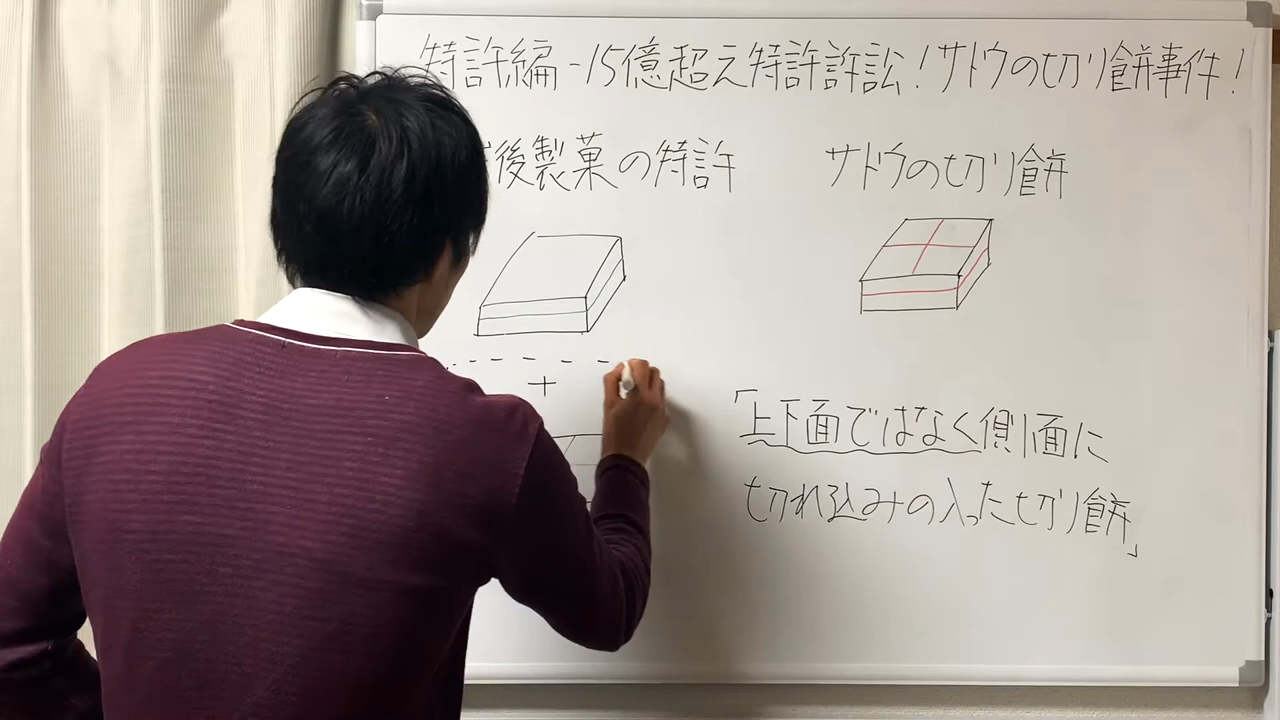 特許編-15億超え特許訴訟!サトウの切り餅事件!
後製菓の特許
サトウの切り餅
+
「上下面ではなく側面に
切れ込みの入った切り餅」